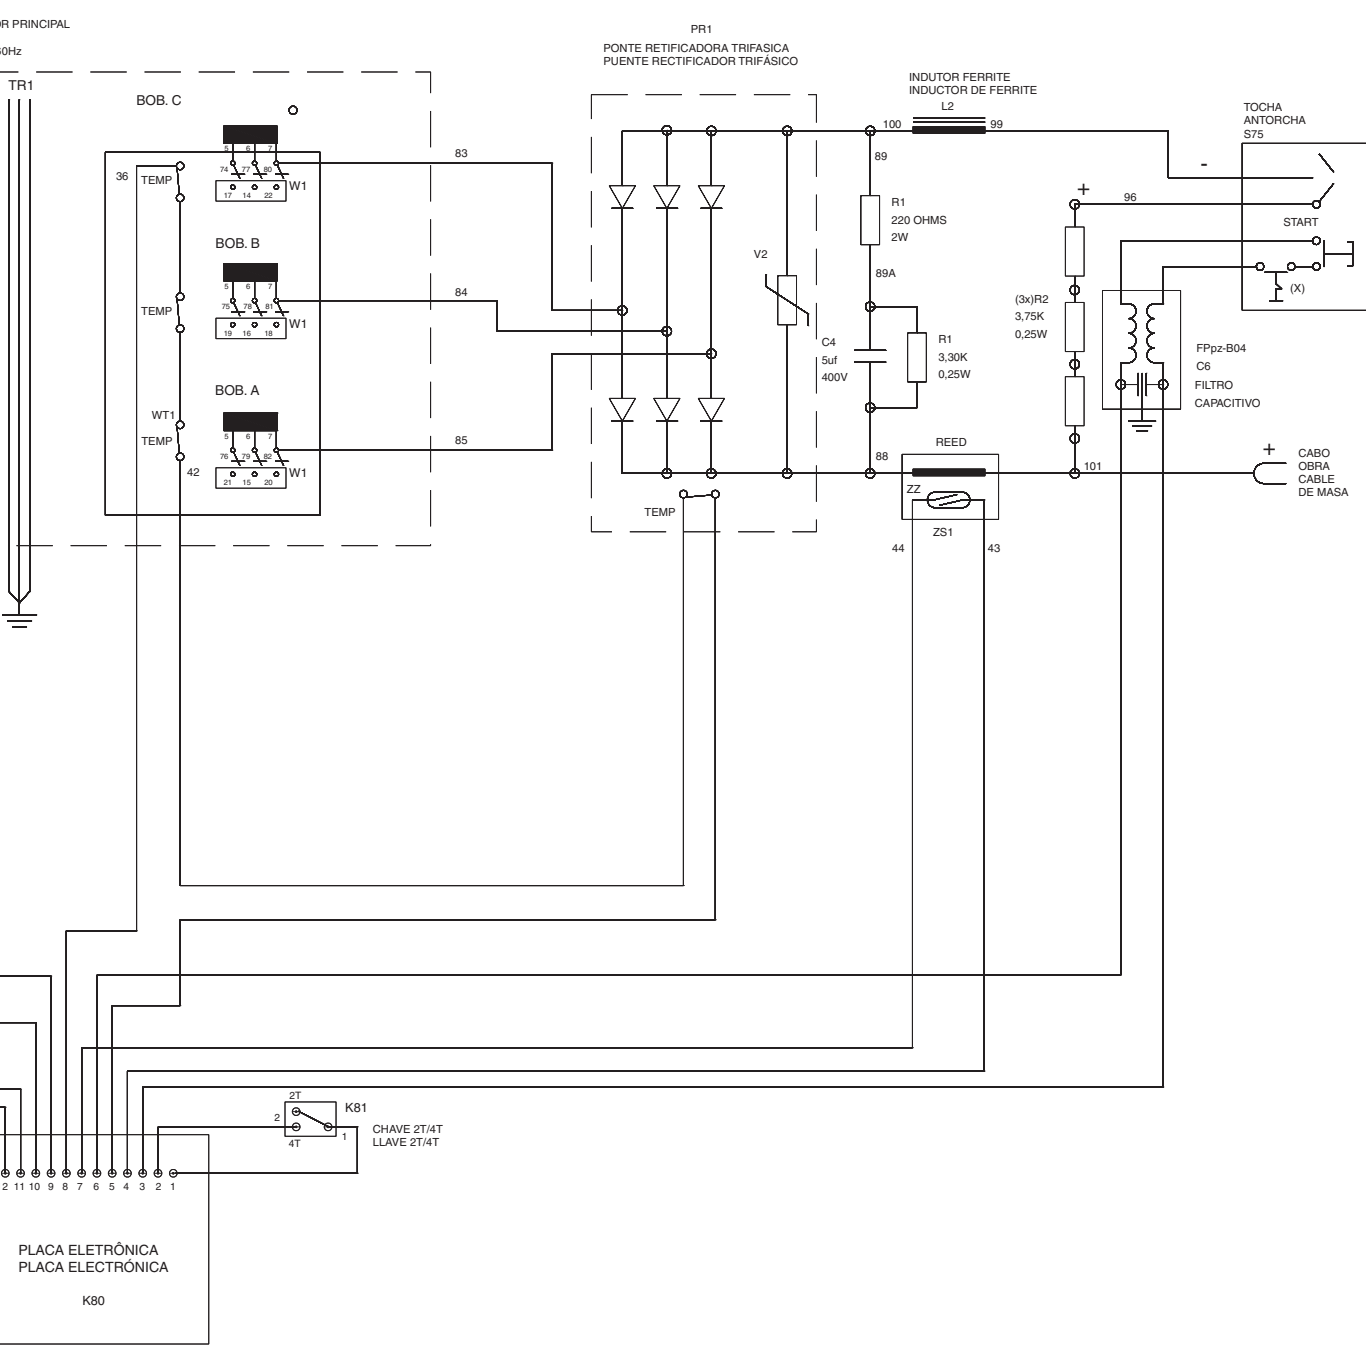 OR PRINCIPAL
60Hz
TR1
BOB. C
5 6 7
74 77 80
W1
17 14 22
36
TEMP
83
BOB. B
5 6 7
75 78 81
W1
19 16 18
TEMP
84
BOB. A
WT1
5 6 7
76 79 82
W1
21 15 20
TEMP
42
85
PR1
PONTE RETIFICADORA TRIFASICA
PUENTE RECTIFICADOR TRIFÁSICO
V2
TEMP
INDUTOR FERRITE
INDUCTOR DE FERRITE
L2
100
99
89
R1
220 OHMS
2W
89A
C4
5uf
400V
R1
3,30K
0,25W
88
REED
ZZ
ZS1
44
43
TOCHA
ANTORCHA
S75
-
+
96
START
(X)
(3x)R2
3,75K
0,25W
FPpz-B04
C6
FILTRO
CAPACITIVO
101
+
CABO
OBRA
CABLE
DE MASA
2T
K81
2
4T
1
CHAVE 2T/4T
LLAVE 2T/4T
2 11 10 9 8 7 6 5 4 3 2 1
PLACA ELETRÔNICA
PLACA ELECTRÓNICA
K80